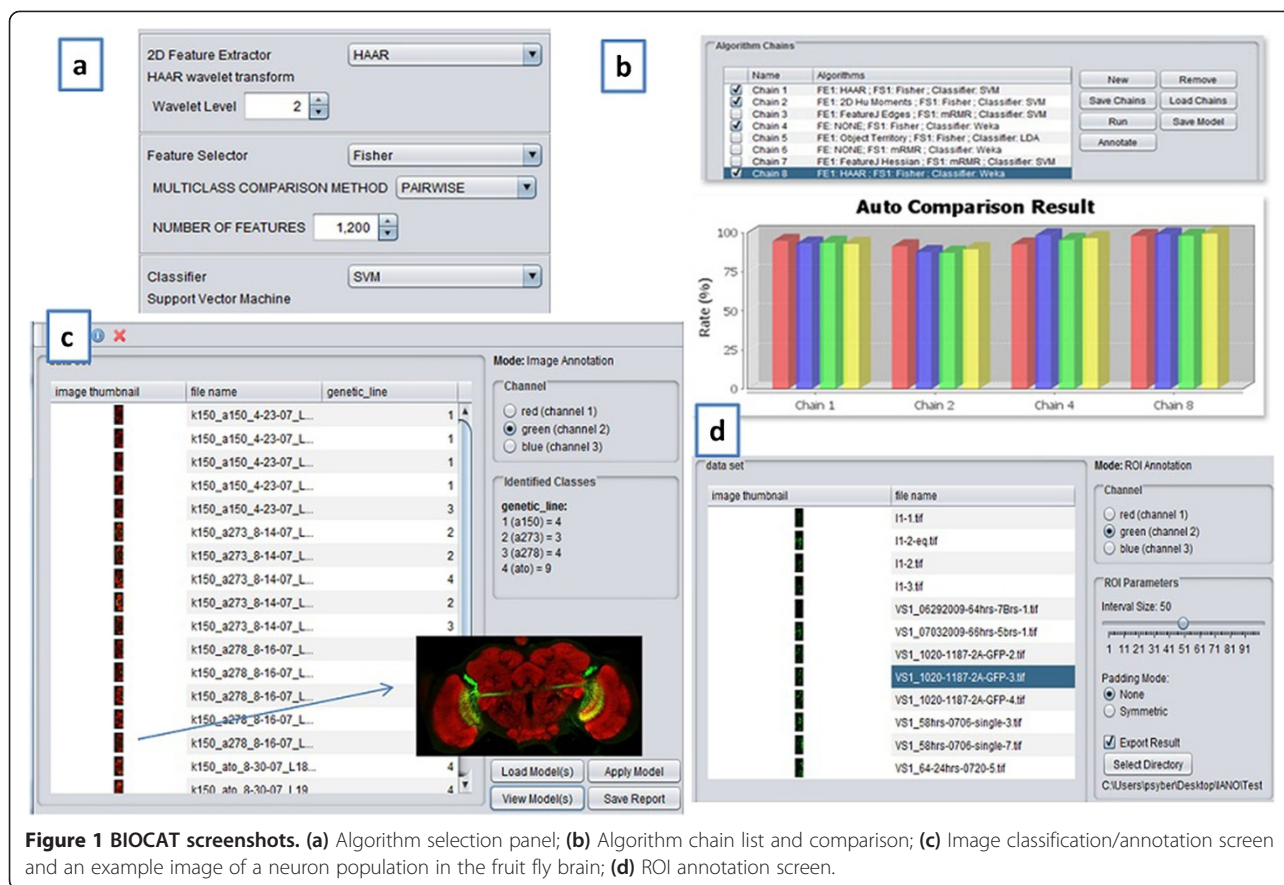 a
2D Feature Extractor HAAR
HAAR wavelet transform
Wavelet Level 2
Feature Selector Fisher
MULTICLASS COMPARISON METHOD PAIRWISE
NUMBER OF FEATURES 1,200
Classifier SVM
Support Vector Machine
b
Algorithm Chains
Name Algorithms
Chain 1 FE1: HAAR ; FS1: Fisher ; Classifier: SVM
Chain 2 FE1: 2D Hu Moments ; FS1: Fisher ; Classifier: SVM
Chain 3 FE1: FeatureJ Edges ; FS1: mRMR ; Classifier: SVM
Chain 4 FE: NONE; FS1: Fisher ; Classifier: Weka
Chain 5 FE1: Object Territory ; FS1: Fisher ; Classifier: LDA
Chain 6 FE: NONE; FS1: mRMR ; Classifier: Weka
Chain 7 FE1: FeatureJ Hessian ; FS1: mRMR ; Classifier: SVM
Chain 8 FE1: HAAR ; FS1: Fisher ; Classifier: Weka
New Remove
Save Chains Load Chains
Run Save Model
Annotate
Auto Comparison Result
Rate (%)
100
75
50
25
0
Chain 1 Chain 2 Chain 4 Chain 8
c
image thumbnail file name genetic_line
k150_a150_4-23-07_L... 1
k150_a150_4-23-07_L... 1
k150_a150_4-23-07_L... 1
k150_a150_4-23-07_L... 1
k150_a150_4-23-07_L... 3
k150_a273_8-14-07_L... 2
k150_a273_8-14-07_L... 2
k150_a273_8-14-07_L... 4
k150_a273_8-14-07_L... 2
k150_a273_8-14-07_L... 3
k150_a278_8-16-07_L...
k150_a278_8-16-07_L...
k150_a278_8-16-07_L...
k150_a278_8-16-07_L...
k150_a278_8-16-07_L...
k150_ato_8-30-07_L18... 4
k150_ato_8-30-07_L19... 4
Mode: Image Annotation
Channel
red (channel 1)
green (channel 2)
blue (channel 3)
Identified Classes
genetic_line:
1 (a150) = 4
2 (a273) = 3
3 (a278) = 4
4 (ato) = 9
Load Model(s) Apply Model
View Model(s) Save Report
d
data set
image thumbnail file name
I1-1.tif
I1-2-eq.tif
I1-2.tif
I1-3.tif
VS1_06292009-64hrs-7Brs-1.tif
VS1_07032009-66hrs-5brs-1.tif
VS1_1020-1187-2A-GFP-2.tif
VS1_1020-1187-2A-GFP-3.tif
VS1_1020-1187-2A-GFP-4.tif
VS1_58hrs-0706-single-3.tif
VS1_58hrs-0706-single-7.tif
VS1_64-24hrs-0720-5.tif
Mode: ROI Annotation
Channel
red (channel 1)
green (channel 2)
blue (channel 3)
ROI Parameters
Interval Size: 50
1 11 21 31 41 51 61 71 81 91
Padding Mode:
None
Symmetric
Export Result
Select Directory
C:\Users\psyber\Desktop\IANO\Test
Figure 1 BIOCAT screenshots. (a) Algorithm selection panel; (b) Algorithm chain list and comparison; (c) Image classification/annotation screen
and an example image of a neuron population in the fruit fly brain; (d) ROI annotation screen.